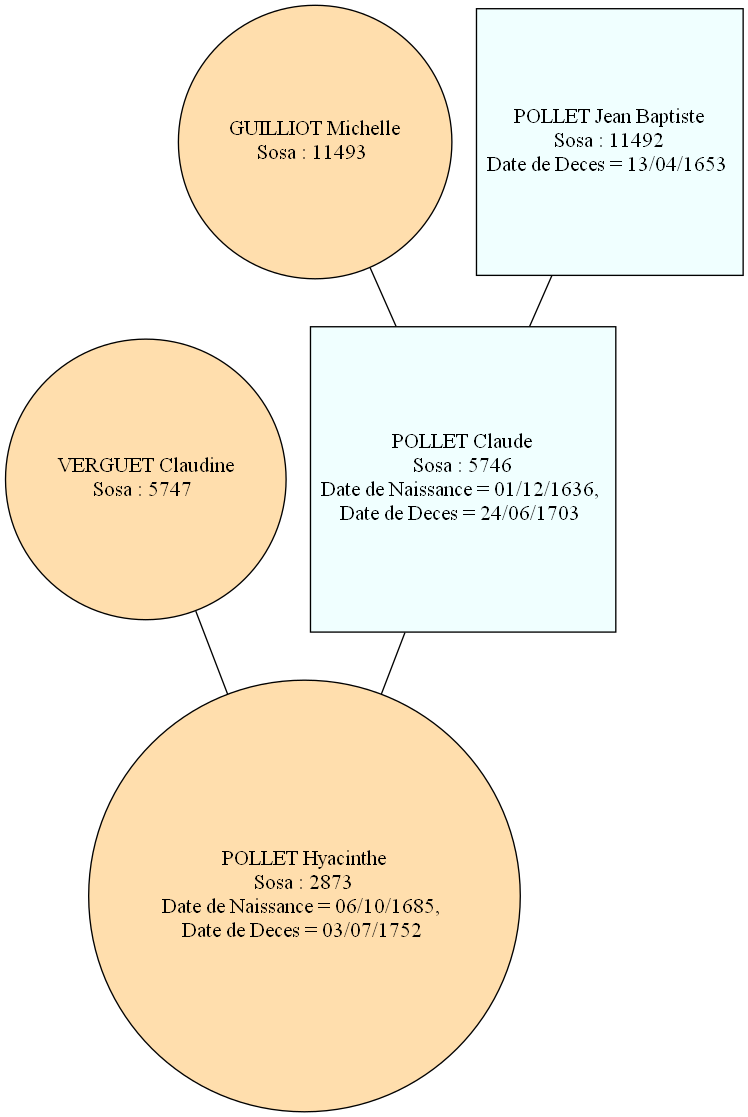 GUILLIOT Michelle
Sosa : 11493
POLLET Jean Baptiste
Sosa : 11492
Date de Deces = 13/04/1653
VERGUET Claudine
Sosa : 5747
POLLET Claude
Sosa : 5746
Date de Naissance = 01/12/1636,
Date de Deces = 24/06/1703
POLLET Hyacinthe
Sosa : 2873
Date de Naissance = 06/10/1685,
Date de Deces = 03/07/1752